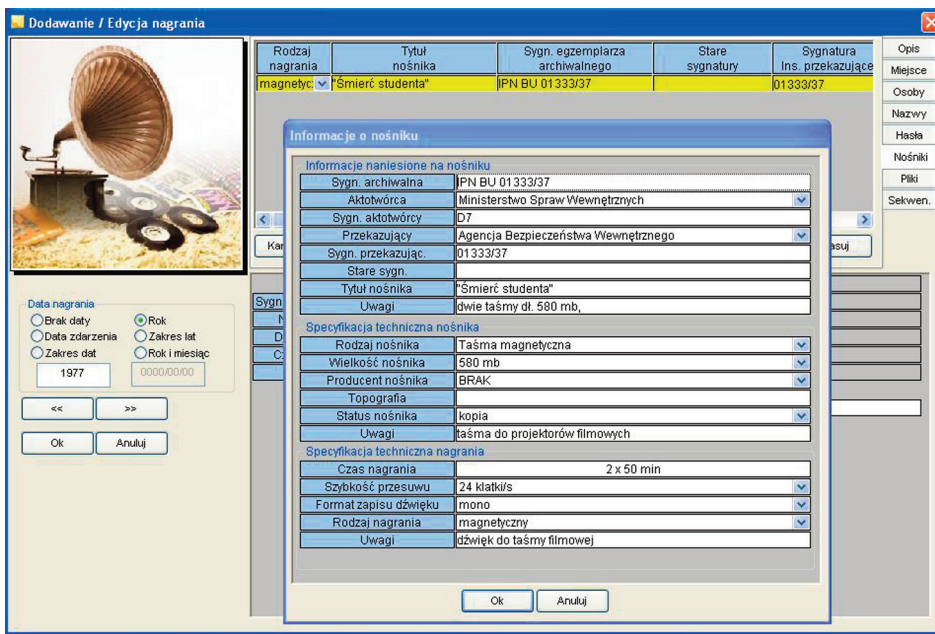 Dodawanie / Edycja nagrania
Rodzaj nagrania
Tytuł nośnika
Sygn. egzemplarza archiwalnego
Stare sygnatury
Sygnatura Ins. przekazujące
magnetyc:
"Śmierć studenta"
IPN BU 01333/37
01333/37
Opis
Miejsce
Osoby
Nazwy
Hasła
Nośniki
Pliki
Sekwen.
Informacje o nośniku
Informacje naniesione na nośniku
Sygn. archiwalna IPN BU 01333/37
Aktotwórca Ministerstwo Spraw Wewnętrznych
Sygn. aktotwórcy D7
Przekazujący Agencja Bezpieczeństwa Wewnętrznego
Sygn. przekazując. 01333/37
Stare sygn.
Tytuł nośnika "Śmierć studenta"
Uwagi dwie taśmy dł. 580 mb,
Specyfikacja techniczna nośnika
Rodzaj nośnika Taśma magnetyczna
Wielkość nośnika 580 mb
Producent nośnika BRAK
Topografia
Status nośnika kopia
Uwagi taśma do projektorów filmowych
Specyfikacja techniczna nagrania
Czas nagrania 2 x 50 min
Szybkość przesuwu 24 klatki/s
Format zapisu dźwięku mono
Rodzaj nagrania magnetyczny
Uwagi dźwięk do taśmy filmowej
Ok Anuluj
Kar
asuj
Sygn
N
D
Cz
Data nagrania
Brak daty Rok
Data zdarzenia Zakres lat
Zakres dat Rok i miesiąc
1977 0000/00/00
<< >>
Ok Anuluj